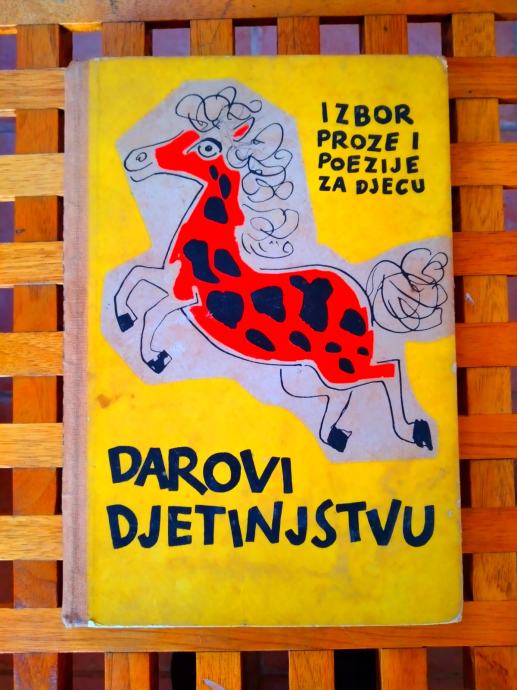 IZBOR
PROZE I
POEZIJE
ZA DJECU
DAROVI
DJETINJSTVU